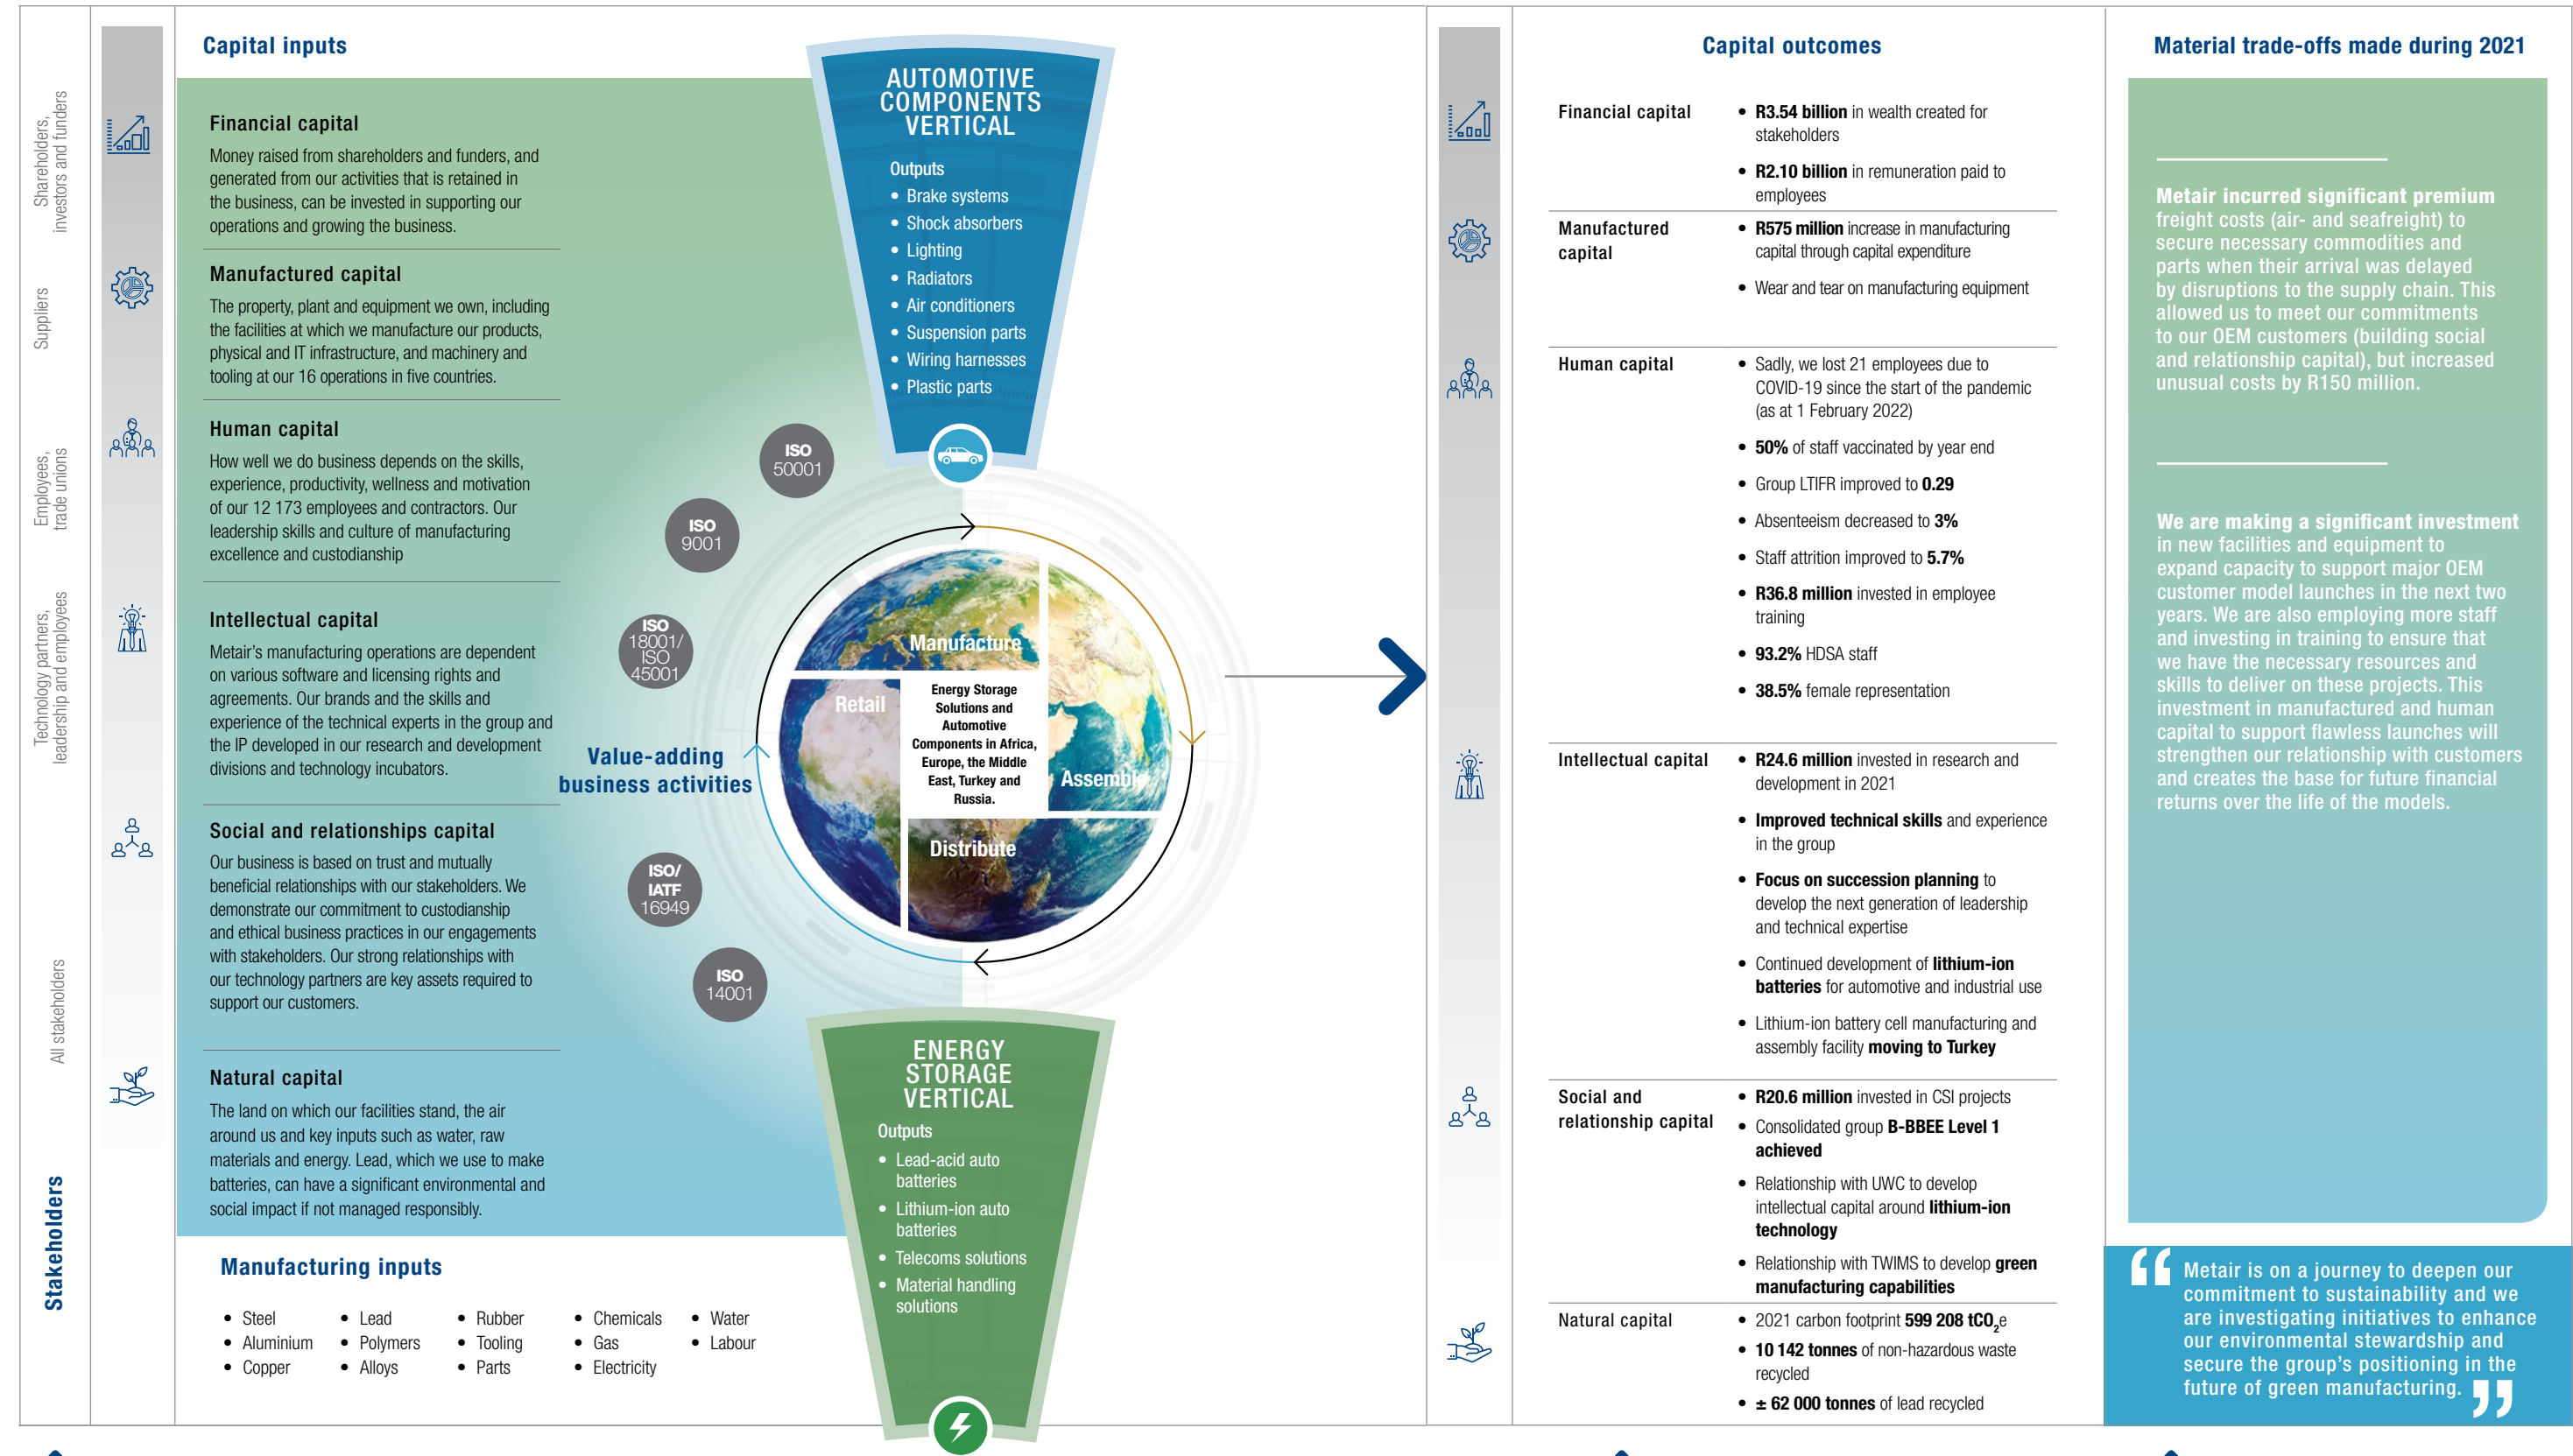 Shareholders,
investors and funders
Suppliers
Employees,
trade unions
Technology partners,
leadership and employees
All stakeholders
Stakeholders
Capital inputs
Financial capital
Money raised from shareholders and funders, and
generated from our activities that is retained in
the business, can be invested in supporting our
operations and growing the business.
Manufactured capital
The property, plant and equipment we own, including
the facilities at which we manufacture our products,
physical and IT infrastructure, and machinery and
tooling at our 16 operations in five countries.
Human capital
How well we do business depends on the skills,
experience, productivity, wellness and motivation
of our 12 173 employees and contractors. Our
leadership skills and culture of manufacturing
excellence and custodianship
Intellectual capital
Metair’s manufacturing operations are dependent
on various software and licensing rights and
agreements. Our brands and the skills and
experience of the technical experts in the group and
the IP developed in our research and development
divisions and technology incubators.
Social and relationships capital
Our business is based on trust and mutually
beneficial relationships with our stakeholders. We
demonstrate our commitment to custodianship
and ethical business practices in our engagements
with stakeholders. Our strong relationships with
our technology partners are key assets required to
support our customers.
Natural capital
The land on which our facilities stand, the air
around us and key inputs such as water, raw
materials and energy. Lead, which we use to make
batteries, can have a significant environmental and
social impact if not managed responsibly.
Manufacturing inputs
• Steel
• Aluminium
• Copper
• Lead
• Polymers
• Alloys
• Rubber
• Tooling
• Parts
• Chemicals
• Gas
• Electricity
• Water
• Labour
AUTOMOTIVE
COMPONENTS
VERTICAL
Outputs
• Brake systems
• Shock absorbers
• Lighting
• Radiators
• Air conditioners
• Suspension parts
• Wiring harnesses
• Plastic parts
ISO
50001
ISO
9001
ISO
18001/
ISO
45001
Value-adding
business activities
ISO/
IATF
16949
ISO
14001
Manufacture
Retail
Energy Storage
Solutions and
Automotive
Components in Africa,
Europe, the Middle
East, Turkey and
Russia.
Assemble
Distribute
ENERGY
STORAGE
VERTICAL
Outputs
• Lead-acid auto
batteries
• Lithium-ion auto
batteries
• Telecoms solutions
• Material handling
solutions
Capital outcomes
Financial capital
• R3.54 billion in wealth created for
stakeholders
• R2.10 billion in remuneration paid to
employees
Manufactured
capital
• R575 million increase in manufacturing
capital through capital expenditure
• Wear and tear on manufacturing equipment
Human capital
• Sadly, we lost 21 employees due to
COVID-19 since the start of the pandemic
(as at 1 February 2022)
• 50% of staff vaccinated by year end
• Group LTIFR improved to 0.29
• Absenteeism decreased to 3%
• Staff attrition improved to 5.7%
• R36.8 million invested in employee
training
• 93.2% HDSA staff
• 38.5% female representation
Intellectual capital
• R24.6 million invested in research and
development in 2021
• Improved technical skills and experience
in the group
• Focus on succession planning to
develop the next generation of leadership
and technical expertise
• Continued development of lithium-ion
batteries for automotive and industrial use
• Lithium-ion battery cell manufacturing and
assembly facility moving to Turkey
Social and
relationship capital
• R20.6 million invested in CSI projects
• Consolidated group B-BBEE Level 1
achieved
• Relationship with UWC to develop
intellectual capital around lithium-ion
technology
• Relationship with TWIMS to develop green
manufacturing capabilities
Natural capital
• 2021 carbon footprint 599 208 tCO2e
• 10 142 tonnes of non-hazardous waste
recycled
• ± 62 000 tonnes of lead recycled
Material trade-offs made during 2021
Metair incurred significant premium
freight costs (air- and seafreight) to
secure necessary commodities and
parts when their arrival was delayed
by disruptions to the supply chain. This
allowed us to meet our commitments
to our OEM customers (building social
and relationship capital), but increased
unusual costs by R150 million.
We are making a significant investment
in new facilities and equipment to
expand capacity to support major OEM
customer model launches in the next two
years. We are also employing more staff
and investing in training to ensure that
we have the necessary resources and
skills to deliver on these projects. This
investment in manufactured and human
capital to support flawless launches will
strengthen our relationship with customers
and creates the base for future financial
returns over the life of the models.
“ Metair is on a journey to deepen our
commitment to sustainability and we
are investigating initiatives to enhance
our environmental stewardship and
secure the group’s positioning in the
future of green manufacturing. ”